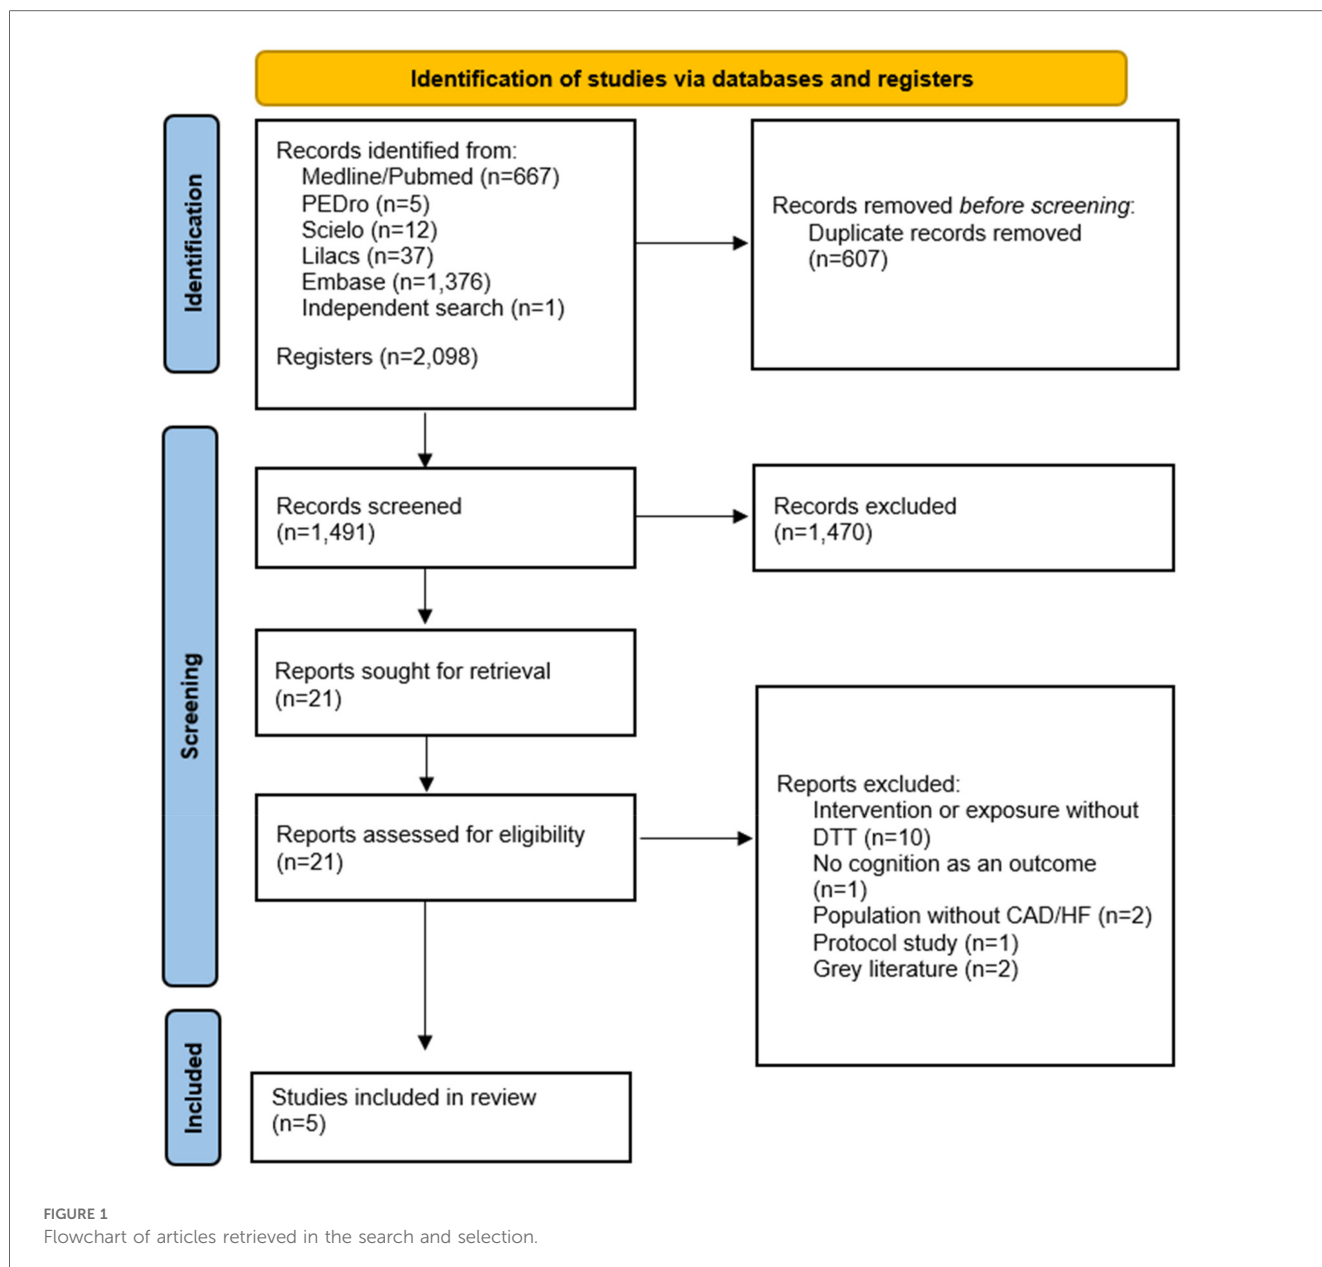 Identification of studies via databases and registers
Identification
Records identified from:
Medline/Pubmed (n=667)
PEDro (n=5)
Scielo (n=12)
Lilacs (n=37)
Embase (n=1,376)
Independent search (n=1)
Registers (n=2,098)
Records removed before screening:
Duplicate records removed
(n=607)
Screening
Records screened
(n=1,491)
Records excluded
(n=1,470)
Reports sought for retrieval
(n=21)
Reports assessed for eligibility
(n=21)
Reports excluded:
Intervention or exposure without
DTT (n=10)
No cognition as an outcome
(n=1)
Population without CAD/HF (n=2)
Protocol study (n=1)
Grey literature (n=2)
Included
Studies included in review
(n=5)
FIGURE 1
Flowchart of articles retrieved in the search and selection.